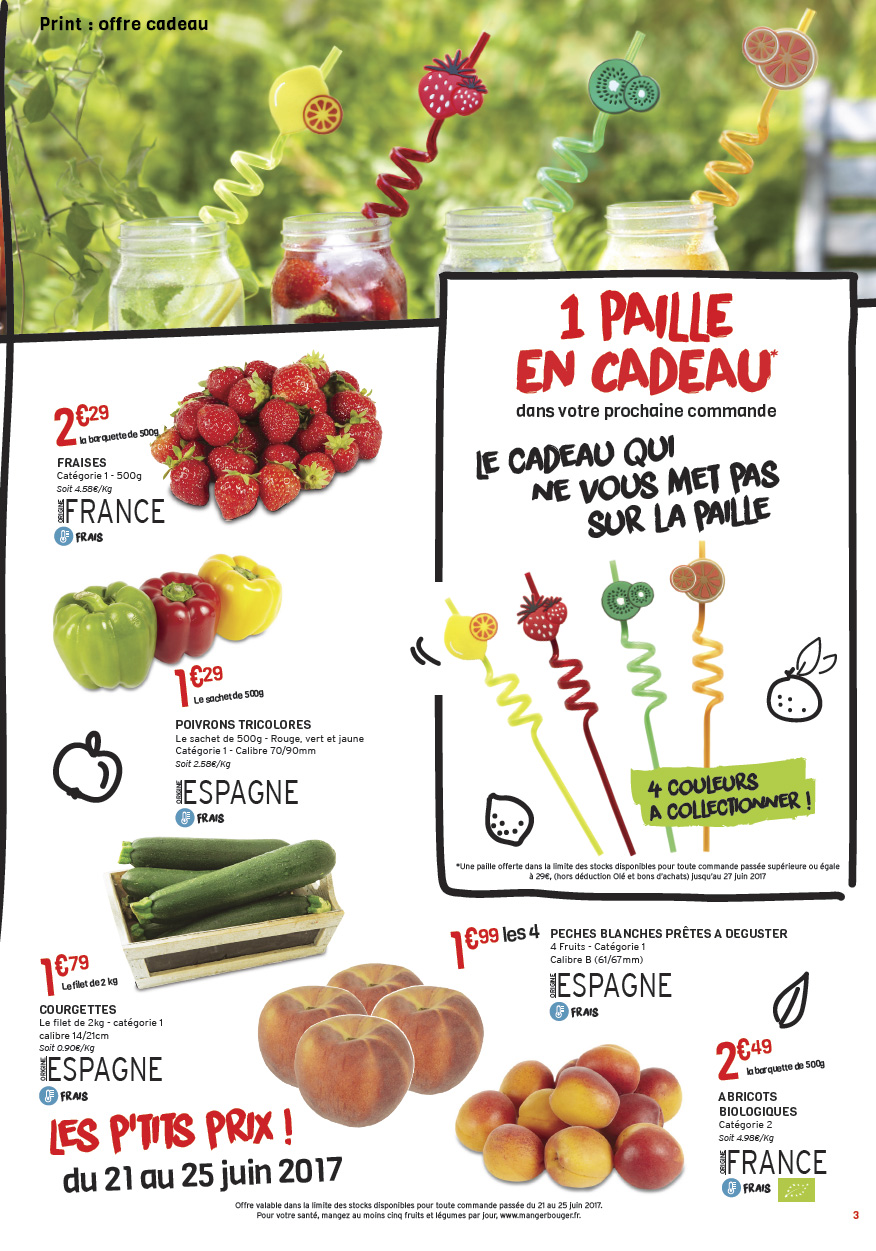 Print : offre cadeau
1 PAILLE
EN CADEAU*
dans votre prochaine commande
LE CADEAU QUI
NE VOUS MET PAS
SUR LA PAILLE
4 COULEURS
A COLLECTIONNER !
*Une paille offerte dans la limite des stocks disponibles pour toute commande passée supérieure ou égale
à 29€, (hors déduction Olé et bons d'achats) jusqu'au 27 juin 2017
2€29
la barquette de 500g
FRAISES
Catégorie 1 - 500g
Soit 4.58€/Kg
ORIGINE FRANCE
FRAIS
1€29
Le sachet de 500g
POIVRONS TRICOLORES
Le sachet de 500g - Rouge, vert et jaune
Catégorie 1 - Calibre 70/90mm
Soit 2.58€/Kg
ORIGINE ESPAGNE
FRAIS
1€79
Le filet de 2 kg
COURGETTES
Le filet de 2kg - catégorie 1
calibre 14/21cm
Soit 0.90€/Kg
ORIGINE ESPAGNE
FRAIS
1€99 les 4
PECHES BLANCHES PRÊTES A DEGUSTER
4 Fruits - Catégorie 1
Calibre B (61/67mm)
ORIGINE ESPAGNE
FRAIS
2€49
la barquette de 500g
ABRICOTS
BIOLOGIQUES
Catégorie 2
Soit 4.98€/Kg
ORIGINE FRANCE
FRAIS
LES P'TITS PRIX !
du 21 au 25 juin 2017
Offre valable dans la limite des stocks disponibles pour toute commande passée du 21 au 25 juin 2017.
Pour votre santé, mangez au moins cinq fruits et légumes par jour, www.mangerbouger.fr.
3